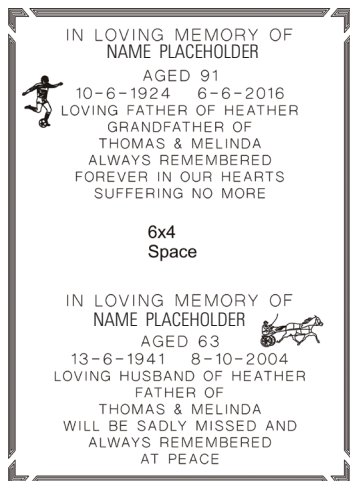 IN LOVING MEMORY OF
NAME PLACEHOLDER
AGED 91
10-6-1924 6-6-2016
LOVING FATHER OF HEATHER
GRANDFATHER OF
THOMAS & MELINDA
ALWAYS REMEMBERED
FOREVER IN OUR HEARTS
SUFFERING NO MORE
6x4
Space
IN LOVING MEMORY OF
NAME PLACEHOLDER
AGED 63
13-6-1941 8-10-2004
LOVING HUSBAND OF HEATHER
FATHER OF
THOMAS & MELINDA
WILL BE SADLY MISSED AND
ALWAYS REMEMBERED
AT PEACE